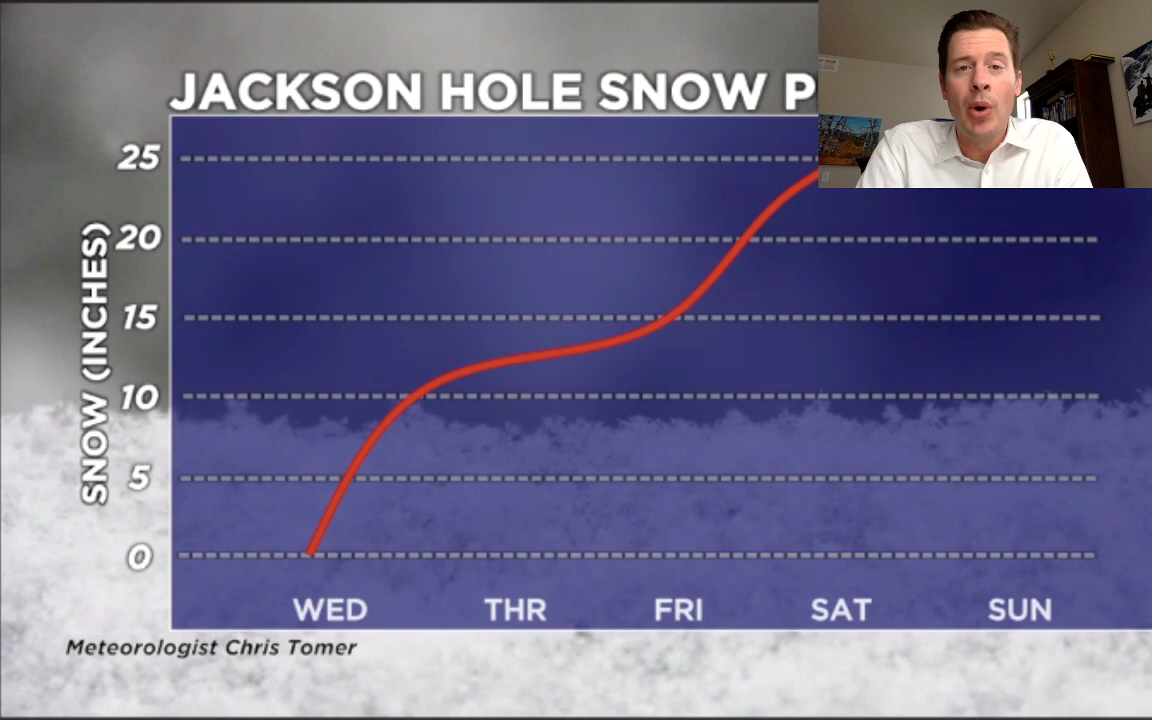 JACKSON HOLE SNOW P
25
20
15
10
5
0
SNOW (INCHES)
WED THR FRI SAT SUN
Meteorologist Chris Tomer